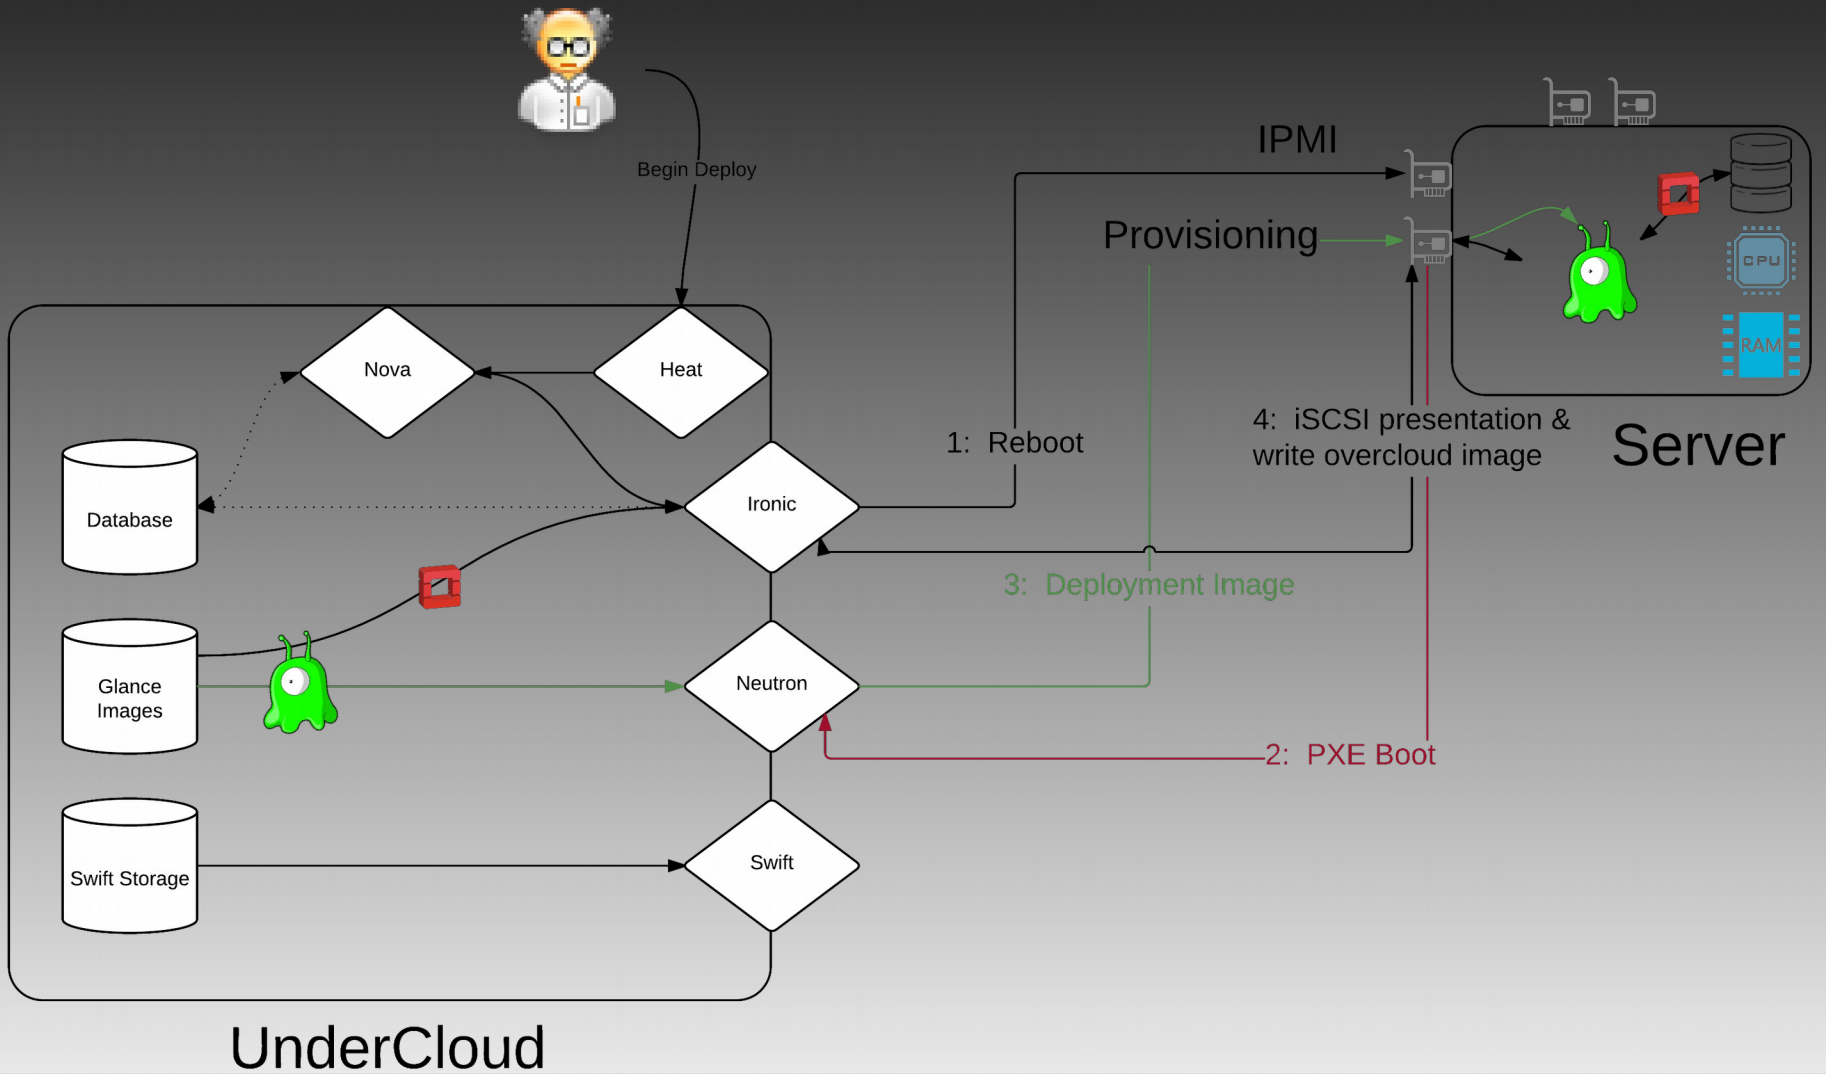 Begin Deploy
IPMI
Provisioning
CPU
RAM
Server
Nova
Heat
1:  Reboot
4:  iSCSI presentation &
write overcloud image
Database
Ironic
3:  Deployment Image
Glance
Images
Neutron
2:  PXE Boot
Swift Storage
Swift
UnderCloud